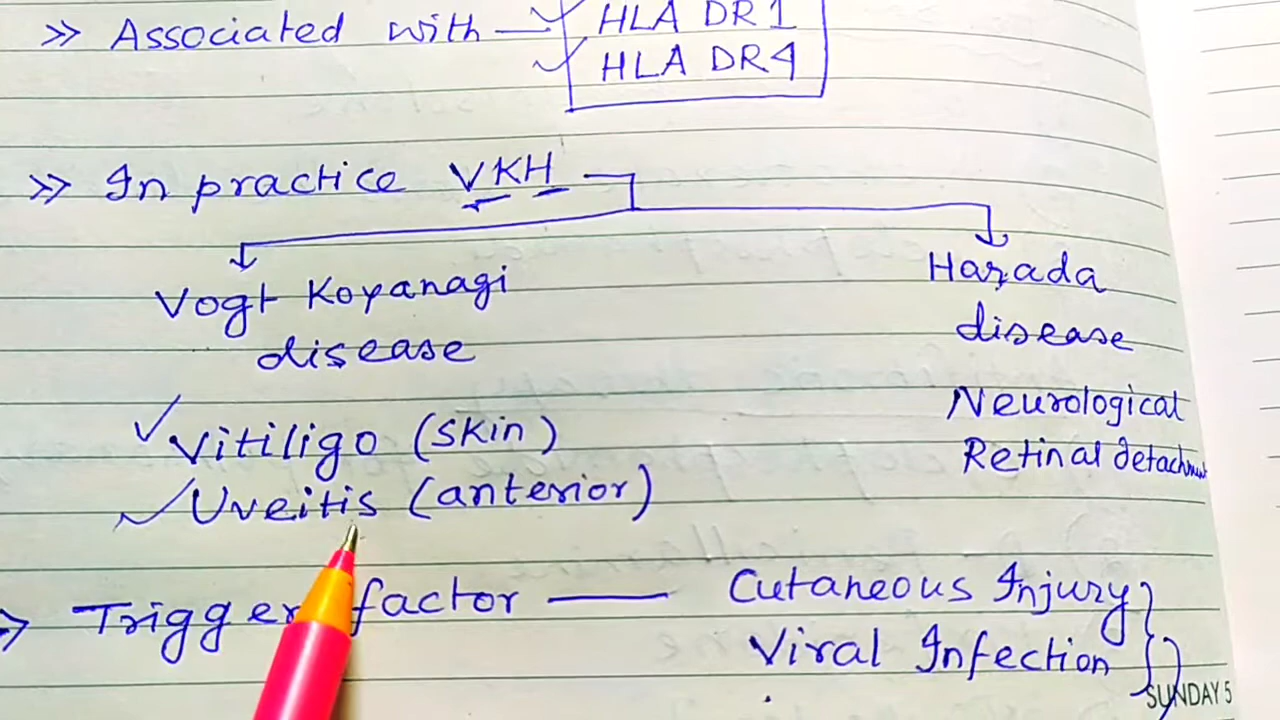 >> Associated with — HLA DR1
HLA DR4
>> In practice VKH
Vogt Koyanagi disease
Harada disease
Vitiligo (skin)
Uveitis (anterior)
Neurological
Retinal detachment
Trigger factor — Cutaneous Injury
Viral Infection
SUNDAY 5